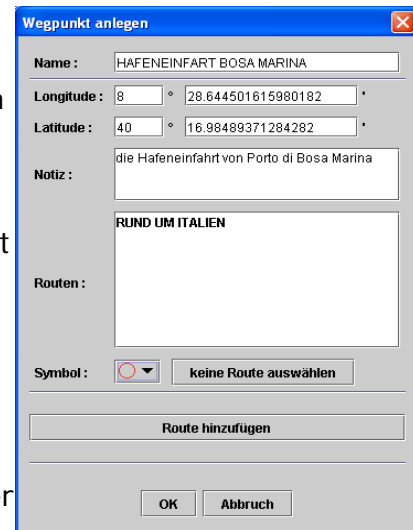 Wegpunkt anlegen
Name : HAFENEINFART BOSA MARINA
Longitude : 8 ° 28.644501615980182 '
Latitude : 40 ° 16.98489371284282 '
Notiz : die Hafeneinfahrt von Porto di Bosa Marina
RUND UM ITALIEN
t
Routen :
Symbol : keine Route auswählen
Route hinzufügen
er
OK Abbruch